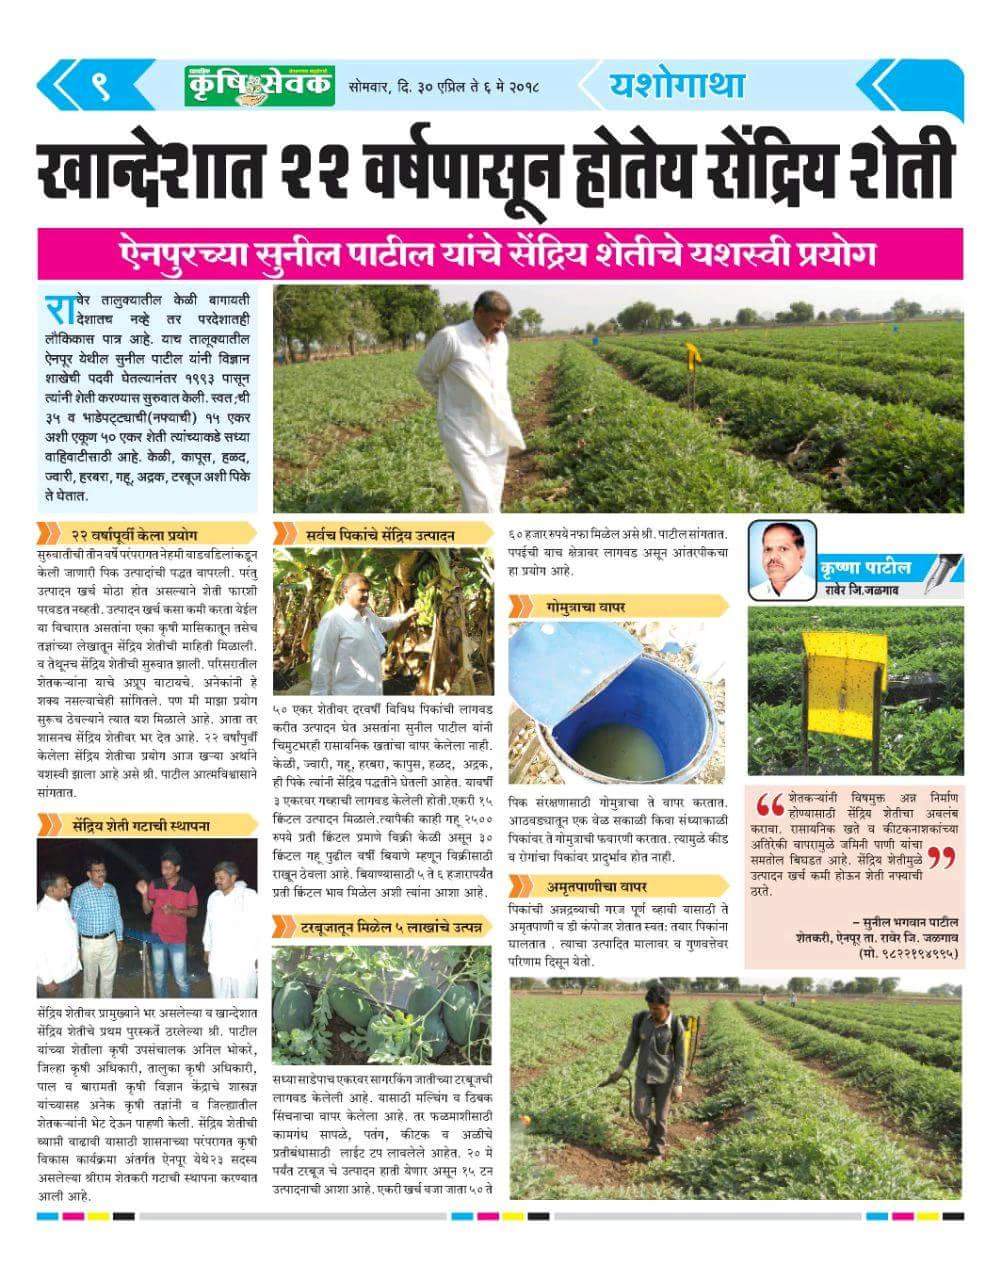 ९
साप्ताहिक
कृषिसेवक
सोमवार, दि. ३० एप्रिल ते ६ मे २०१८
यशोगाथा
खान्देशात २२ वर्षपासून होतेय सेंद्रिय शेती
ऐनपुरच्या सुनील पाटील यांचे सेंद्रिय शेतीचे यशस्वी प्रयोग
रावेर तालुक्यातील केळी बागायती
देशातच नव्हे तर परदेशातही
लौकिकास पात्र आहे. याच तालूक्यातील
ऐनपूर येथील सुनील पाटील यांनी विज्ञान
शाखेची पदवी घेतल्यानंतर १९९३ पासून
त्यांनी शेती करण्यास सुरुवात केली. स्वत:ची
३५ व भाडेपट्ट्याची(नफ्याची) १५ एकर
अशी एकूण ५० एकर शेती त्यांच्याकडे सध्या
वाहिवाटीसाठी आहे. केळी, कापूस, हळद,
ज्वारी, हरबरा, गहू, अद्रक, टरबूज अशी पिके
ते घेतात.
२२ वर्षापूर्वी केला प्रयोग
सुरुवातीची तीन वर्षे परंपरागत नेहमी वाडवडिलांकडून
केली जाणारी पिक उत्पादांची पद्धत वापरली. परंतु
उत्पादन खर्च मोठा होत असल्याने शेती फारशी
परवडत नव्हती. उत्पादन खर्च कसा कमी करता येईल
या विचारात असतांना एका कृषी मासिकातून तसेच
तज्ञांच्या लेखातून सेंद्रिय शेतीची माहिती मिळाली.
व तेथूनच सेंद्रिय शेतीची सुरुवात झाली. परिसरातील
शेतकऱ्यांना याचे अप्रूप वाटायचे. अनेकांनी हे
शक्य नसल्याचेही सांगितले. पण मी माझा प्रयोग
सुरूच ठेवल्याने त्यात यश मिळाले आहे. आता तर
शासनच सेंद्रिय शेतीवर भर देत आहे. २२ वर्षापुर्वी
केलेला सेंद्रिय शेतीचा प्रयोग आज खऱ्या अर्थाने
यशस्वी झाला आहे असे श्री. पाटील आत्मविश्वासाने
सांगतात.
सेंद्रिय शेती गटाची स्थापना
सेंद्रिय शेतीवर प्रामुख्याने भर असलेल्या व खान्देशात
सेंद्रिय शेतीचे प्रथम पुरस्कर्ते ठरलेल्या श्री. पाटील
यांच्या शेतीला कृषी उपसंचालक अनिल भोकरे,
जिल्हा कृषी अधिकारी, तालुका कृषी अधिकारी,
पाल व बारामती कृषी विज्ञान केंद्राचे शास्त्रज्ञ
यांच्यासह अनेक कृषी तज्ञांनी व जिल्ह्यातील
शेतकऱ्यांनी भेट देऊन पाहणी केली. सेंद्रिय शेतीची
व्याप्ती वाढावी यासाठी शासनाच्या परंपरागत कृषी
विकास कार्यक्रमा अंतर्गत ऐनपूर येथे२३ सदस्य
असलेल्या श्रीराम शेतकरी गटाची स्थापना करण्यात
आली आहे.
सर्वच पिकांचे सेंद्रिय उत्पादन
५० एकर शेतीवर दरवर्षी विविध पिकांची लागवड
करीत उत्पादन घेत असतांना सुनील पाटील यांनी
चिमुटभरही रासायनिक खतांचा वापर केलेला नाही.
केळी, ज्वारी, गहू, हरबरा, कापुस, हळद, अद्रक,
ही पिके त्यांनी सेंद्रिय पद्धतीने घेतली आहेत. यावर्षी
३ एकरवर गव्हाची लागवड केलेली होती.एकरी १५
क्विंटल उत्पादन मिळाले.त्यापैकी काही गहू २५००
रुपये प्रती क्विंटल प्रमाणे विक्री केळी असून ३०
क्विंटल गहू पुढील वर्षी बियाणे म्हणून विक्रीसाठी
राखून ठेवला आहे. बियाण्यासाठी ५ ते ६ हजारापर्यंत
प्रती क्विंटल भाव मिळेल अशी त्यांना आशा आहे.
टरबूजातून मिळेल ५ लाखांचे उत्पन्न
सध्या साडेपाच एकरवर सागरकिंग जातीच्या टरबूजची
लागवड केलेली आहे. यासाठी मल्चिंग व ठिबक
सिंचनाचा वापर केलेला आहे. तर फळमाशीसाठी
कामगंध सापळे, पतंग, कीटक व अळीचे
प्रतीबंधासाठी लाईट टप लावलेले आहेत. २० मे
पर्यंत टरबूज चे उत्पादन हाती येणार असून १५ टन
उत्पादनाची आशा आहे. एकरी खर्च वजा जाता ५० ते
६० हजार रुपये नफा मिळेल असे श्री. पाटील सांगतात.
पपईची याच क्षेत्रावर लागवड असून आंतरपीकचा
हा प्रयोग आहे.
गोमुत्राचा वापर
पिक संरक्षणासाठी गोमुत्राचा ते वापर करतात.
आठवड्यातून एक वेळ सकाळी किवा संध्याकाळी
पिकांवर ते गोमुत्राची फवारणी करतात. त्यामुळे कीड
व रोगांचा पिकांवर प्रादुर्भाव होत नाही.
अमृतपाणीचा वापर
पिकांची अन्नद्रव्याची गरज पूर्ण व्हावी यासाठी ते
अमृतपाणी व डी कंपोजर शेतात स्वत: तयार पिकांना
घालतात . त्याचा उत्पादित मालावर व गुणवत्तेवर
परिणाम दिसून येतो.
कृष्णा पाटील
रावेर जि.जळगाव
“शेतकऱ्यांनी विषमुक्त अन्न निर्माण
होण्यासाठी सेंद्रिय शेतीचा अवलंब
करावा. रासायनिक खते व कीटकनाशकांच्या
अतिरेकी वापरामुळे जमिनी पाणी यांचा
समतोल बिघडत आहे. सेंद्रिय शेतीमुळे
उत्पादन खर्च कमी होऊन शेती नफ्याची
ठरते.”
– सुनील भगवान पाटील
शेतकरी, ऐनपूर ता. रावेर जि. जळगाव
(मो. ९८२२१९४९९५)